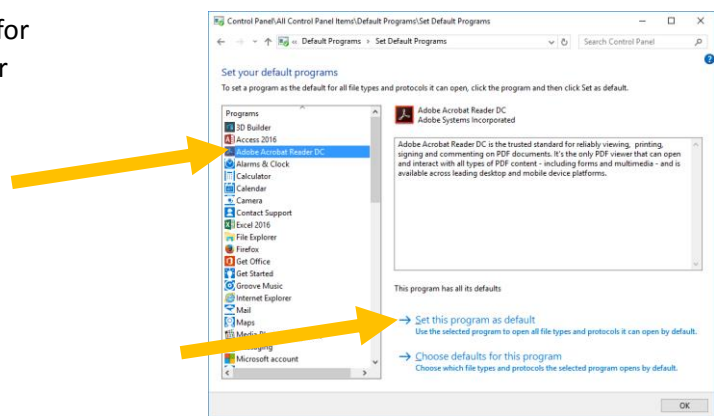 for
r
Control Panel\All Control Panel Items\Default Programs\Set Default Programs
« Default Programs › Set Default Programs
Search Control Panel
Set your default programs
To set a program as the default for all file types and protocols it can open, click the program and then click Set as default.
Programs
3D Builder
Access 2016
Adobe Acrobat Reader DC
Alarms & Clock
Calculator
Calendar
Camera
Contact Support
Excel 2016
File Explorer
Firefox
Get Office
Get Started
Groove Music
Internet Explorer
Mail
Maps
Microsoft account
Adobe Acrobat Reader DC
Adobe Systems Incorporated
Adobe Acrobat Reader DC is the trusted standard for reliably viewing, printing,
signing and commenting on PDF documents. It's the only PDF viewer that can open
and interact with all types of PDF content - including forms and multimedia - and is
available across leading desktop and mobile device platforms.
This program has all its defaults
Set this program as default
Use the selected program to open all file types and protocols it can open by default.
Choose defaults for this program
Choose which file types and protocols the selected program opens by default.
OK